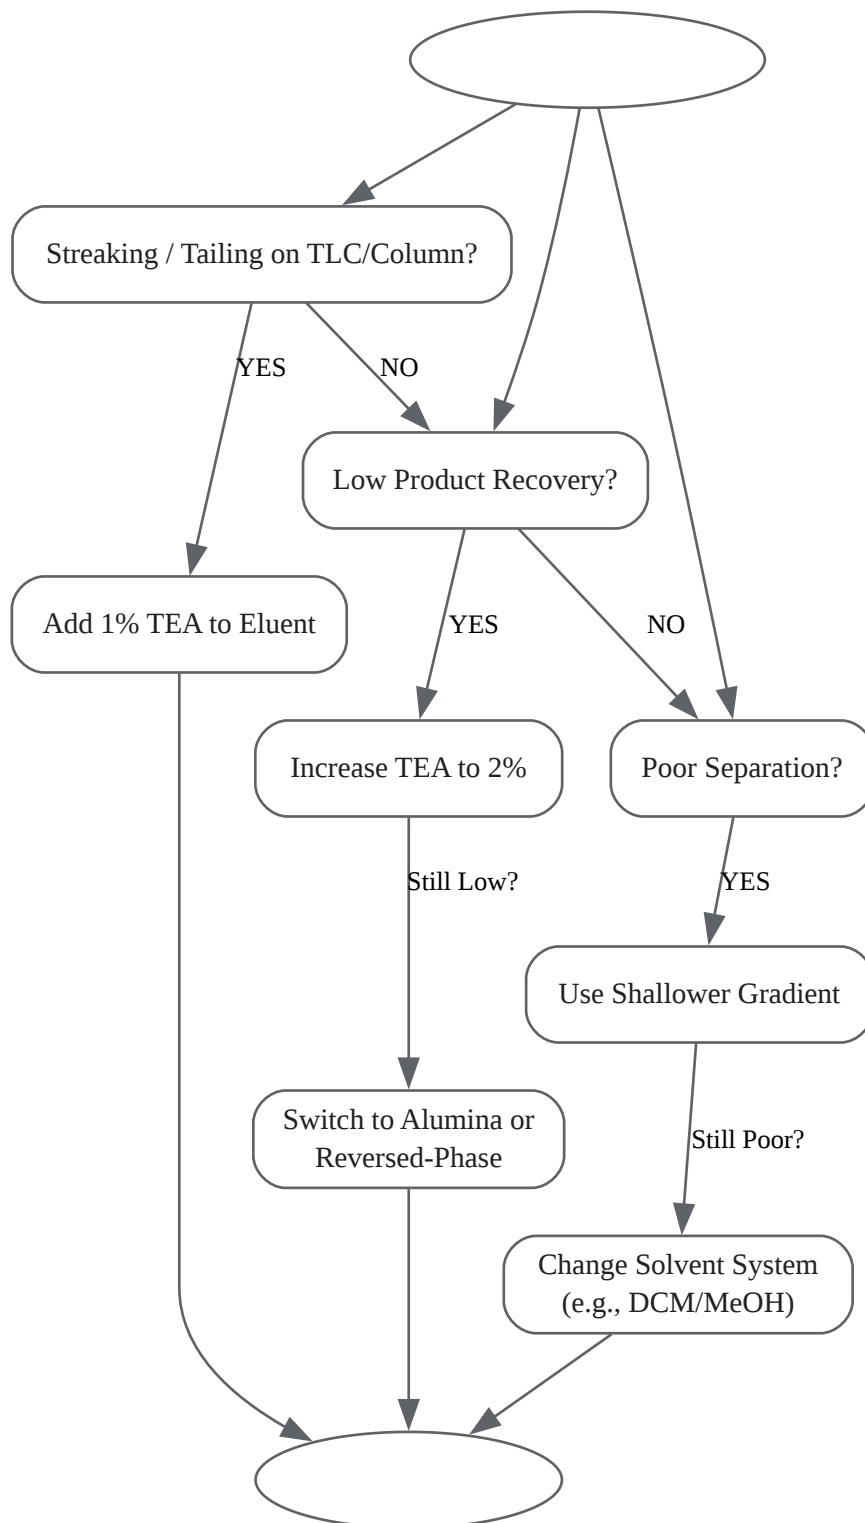 Streaking / Tailing on TLC/Column?
YES
NO
Low Product Recovery?
Add 1% TEA to Eluent
YES
NO
Increase TEA to 2%
Poor Separation?
Still Low?
YES
Use Shallower Gradient
Switch to Alumina or
Reversed-Phase
Still Poor?
Change Solvent System
(e.g., DCM/MeOH)